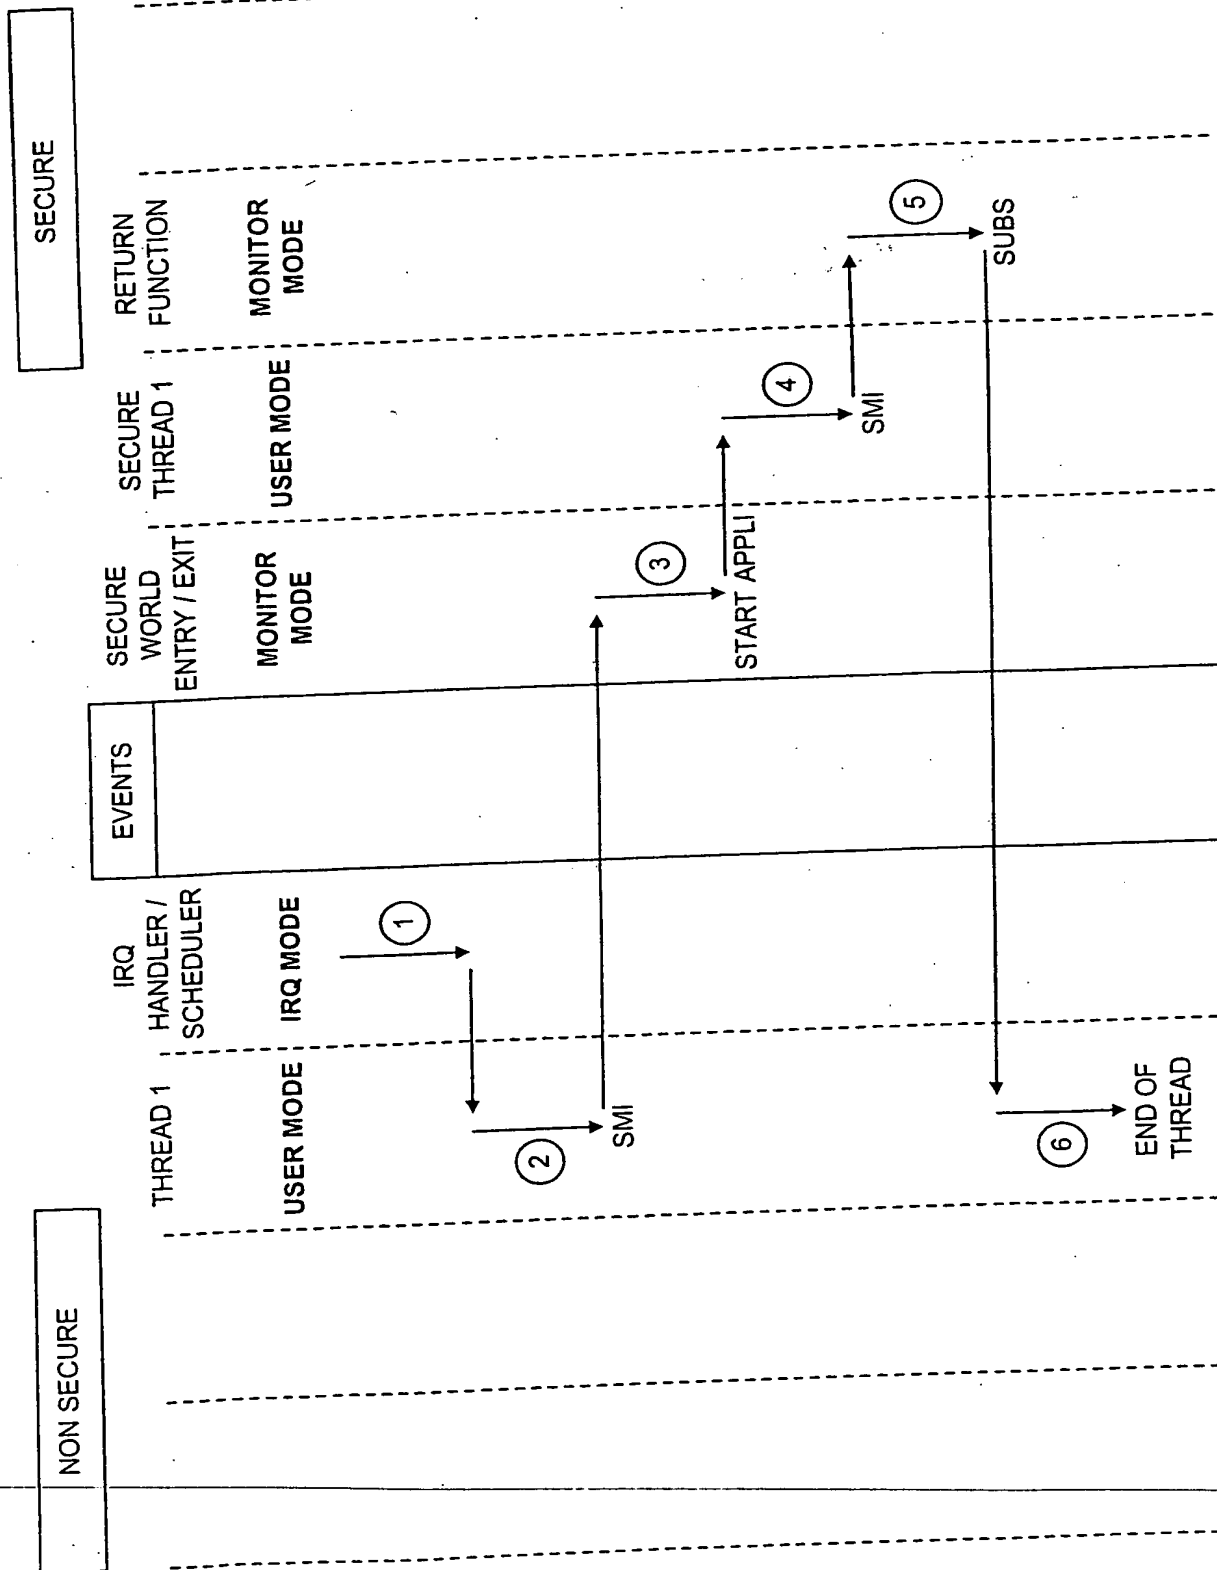 NON SECURE
SECURE
THREAD 1
USER MODE
IRQ
HANDLER /
SCHEDULER
IRQ MODE
EVENTS
SECURE
WORLD
ENTRY / EXIT
MONITOR
MODE
SECURE
THREAD 1
USER MODE
RETURN
FUNCTION
MONITOR
MODE
1
2
SMI
3
START APPLI
4
SMI
5
SUBS
6
END OF
THREAD